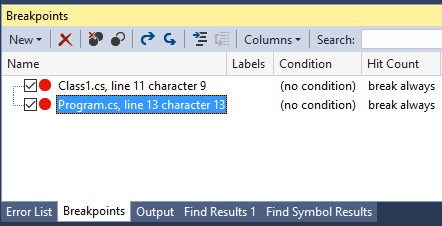 Breakpoints
New Columns Search:
Name Labels Condition Hit Count
Class1.cs, line 11 character 9 (no condition) break always
Program.cs, line 13 character 13 (no condition) break always
Error List Breakpoints Output Find Results 1 Find Symbol Results